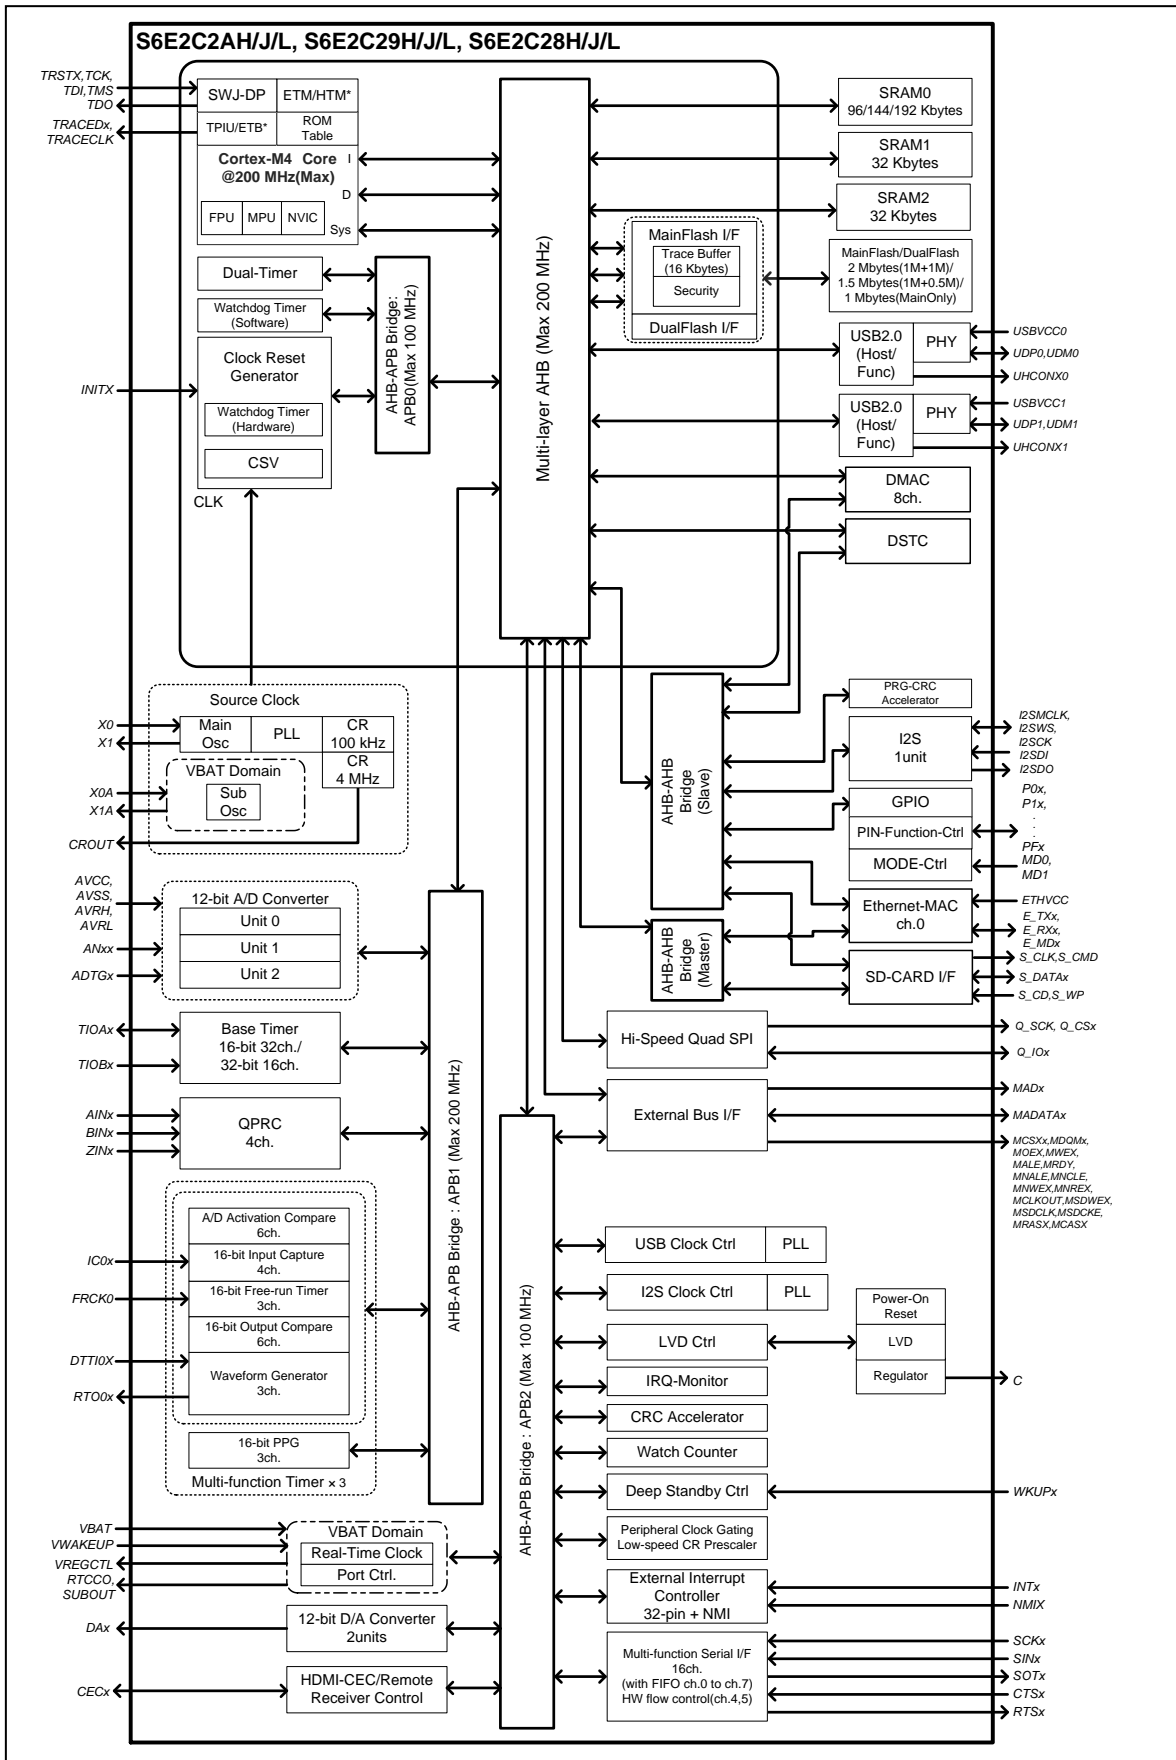 S6E2C2AH/J/L, S6E2C29H/J/L, S6E2C28H/J/L
TRSTX,TCK,
TDI,TMS
TDO
TRACEDx,
TRACECLK
SWJ-DP
ETM/HTM*
TPIU/ETB*
ROM
Table
Cortex-M4 Core
@200 MHz(Max)
I
D
Sys
FPU
MPU
NVIC
Dual-Timer
Watchdog Timer
(Software)
Clock Reset
Generator
Watchdog Timer
(Hardware)
CSV
CLK
INITX
AHB-APB Bridge:
APB0(Max 100 MHz)
Multi-layer AHB (Max 200 MHz)
MainFlash I/F
Trace Buffer
(16 Kbytes)
Security
DualFlash I/F
SRAM0
96/144/192 Kbytes
SRAM1
32 Kbytes
SRAM2
32 Kbytes
MainFlash/DualFlash
2 Mbytes(1M+1M)/
1.5 Mbytes(1M+0.5M)/
1 Mbytes(MainOnly)
USB2.0
(Host/
Func)
PHY
USBVCC0
UDP0,UDM0
UHCONX0
USB2.0
(Host/
Func)
PHY
USBVCC1
UDP1,UDM1
UHCONX1
DMAC
8ch.
DSTC
Source Clock
Main
Osc
PLL
CR
100 kHz
CR
4 MHz
VBAT Domain
Sub
Osc
X0
X1
X0A
X1A
CROUT
AHB-AHB
Bridge
(Slave)
AHB-AHB
Bridge
(Master)
PRG-CRC
Accelerator
I2S
1unit
I2SMCLK,
I2SWS,
I2SCK
I2SDI
I2SDO
GPIO
PIN-Function-Ctrl
MODE-Ctrl
P0x,
P1x,
.
.
PFx
MD0,
MD1
Ethernet-MAC
ch.0
ETHVCC
E_TXx,
E_RXx,
E_MDx
SD-CARD I/F
S_CLK,S_CMD
S_DATAx
S_CD,S_WP
AVCC,
AVSS,
AVRH,
AVRL
ANxx
ADTGx
12-bit A/D Converter
Unit 0
Unit 1
Unit 2
TIOAx
TIOBx
Base Timer
16-bit 32ch./
32-bit 16ch.
AINx
BINx
ZINx
QPRC
4ch.
AHB-APB Bridge : APB1 (Max 200 MHz)
A/D Activation Compare
6ch.
16-bit Input Capture
4ch.
16-bit Free-run Timer
3ch.
16-bit Output Compare
6ch.
Waveform Generator
3ch.
16-bit PPG
3ch.
Multi-function Timer × 3
IC0x
FRCK0
DTTI0X
RTO0x
AHB-APB Bridge : APB2 (Max 100 MHz)
Hi-Speed Quad SPI
Q_SCK, Q_CSx
Q_IOx
External Bus I/F
MADx
MADATAx
MCSXx,MDQMx,
MOEX,MWEX,
MALE,MRDY,
MNALE,MNCLE,
MNWEX,MNREX,
MCLKOUT,MSDWEX,
MSDCLK,MSDCKE,
MRASX,MCASX
USB Clock Ctrl
PLL
I2S Clock Ctrl
PLL
LVD Ctrl
Power-On
Reset
LVD
Regulator
C
IRQ-Monitor
CRC Accelerator
Watch Counter
Deep Standby Ctrl
WKUPx
Peripheral Clock Gating
Low-speed CR Prescaler
External Interrupt
Controller
32-pin + NMI
INTx
NMIX
Multi-function Serial I/F
16ch.
(with FIFO ch.0 to ch.7)
HW flow control(ch.4,5)
SCKx
SINx
SOTx
CTSx
RTSx
VBAT
VWAKEUP
VREGCTL
RTCCO,
SUBOUT
VBAT Domain
Real-Time Clock
Port Ctrl.
DAx
12-bit D/A Converter
2units
CECx
HDMI-CEC/Remote
Receiver Control